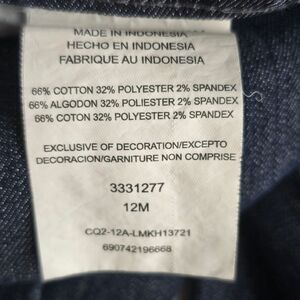 MADE IN INDONESIA
HECHO EN INDONESIA
FABRIQUE AU INDONESIA
66% COTTON 32% POLYESTER 2% SPANDEX
66% ALGODON 32% POLIESTER 2% SPANDEX
66% COTON 32% POLYESTER 2% SPANDEX
EXCLUSIVE OF DECORATION/EXCEPTO
DECORACION/GARNITURE NON COMPRISE
3331277
12M
CQ2-12A-LMKH13721
690742196668